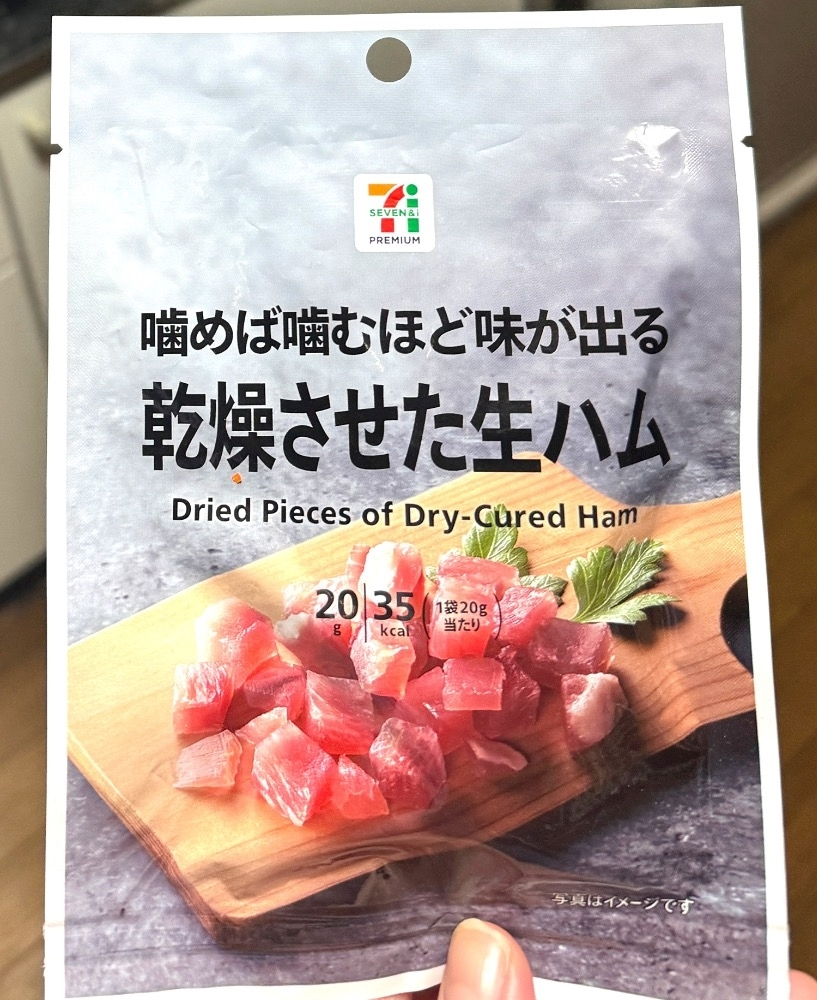 SEVEN&i
PREMIUM
噛めば噛むほど味が出る
乾燥させた生ハム
Dried Pieces of Dry-Cured Ham
20g 35kcal (1袋20g当たり)
写真はイメージです